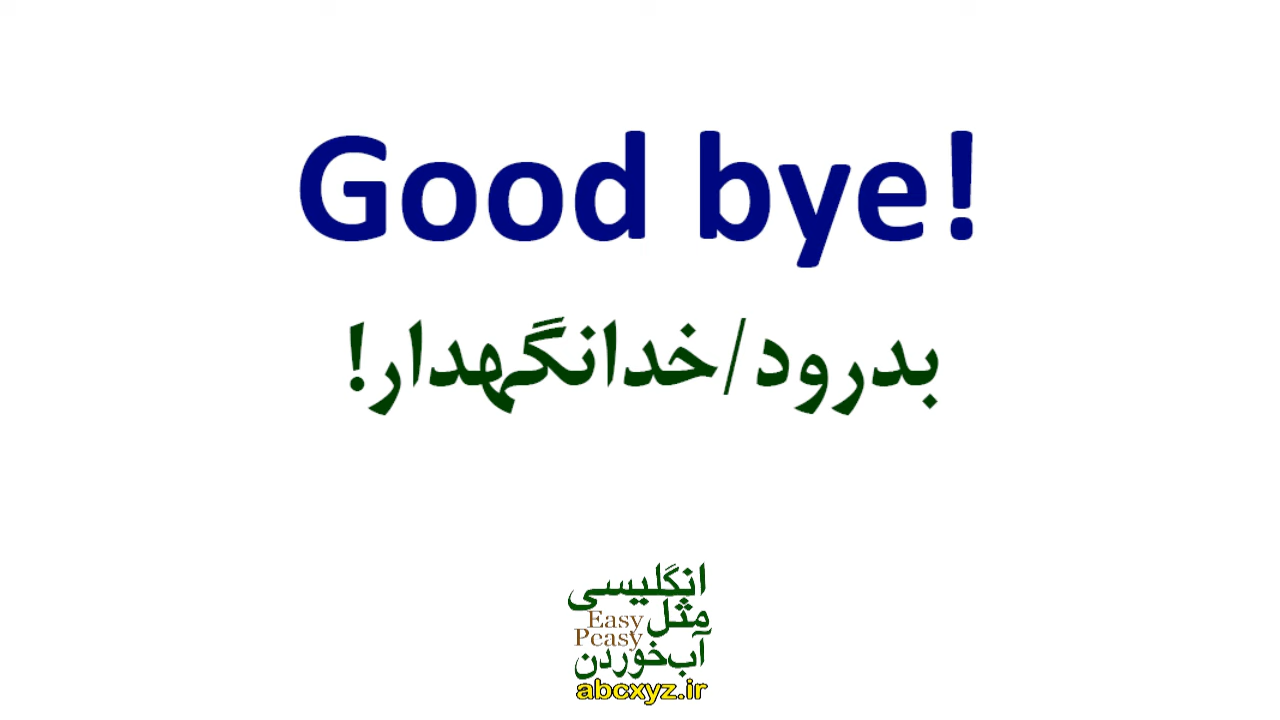 Good bye!
بدرود/خدانگهدار!
انگلیسی
مثل Easy
Peasy
آب‌خوردن
abcxyz.ir